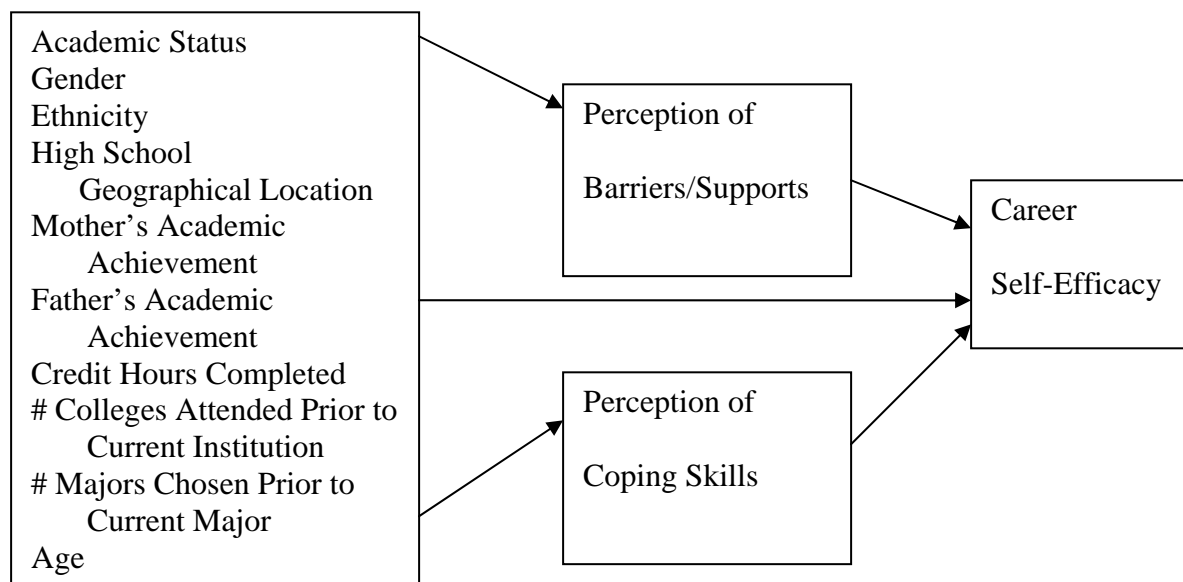 Academic Status
Gender
Ethnicity
High School
Geographical Location
Mother’s Academic
Achievement
Father’s Academic
Achievement
Credit Hours Completed
# Colleges Attended Prior to
Current Institution
# Majors Chosen Prior to
Current Major
Age
Perception of
Barriers/Supports
Perception of
Coping Skills
Career
Self-Efficacy